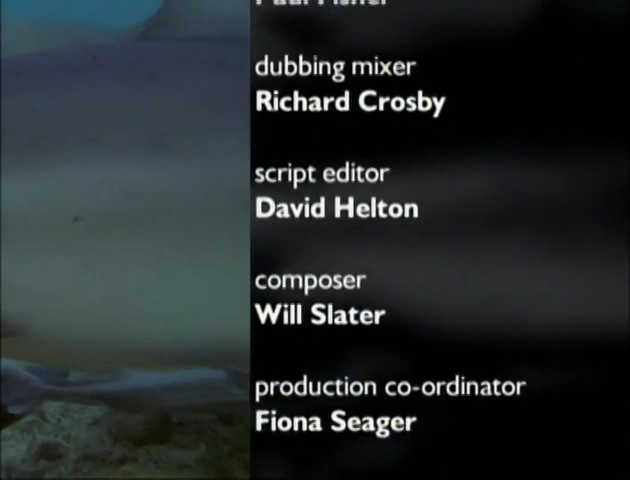 dubbing mixer
Richard Crosby
script editor
David Helton
composer
Will Slater
production co-ordinator
Fiona Seager